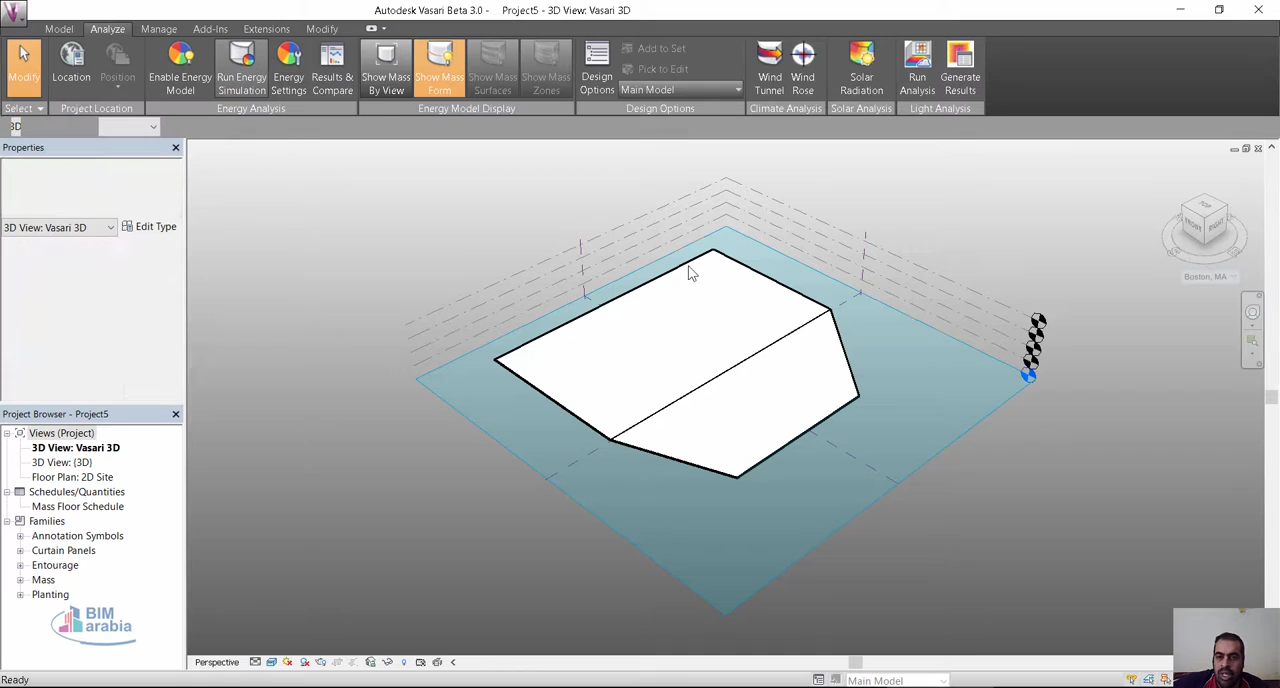 Autodesk Vasari Beta 3.0 - Project5 - 3D View: Vasari 3D
Model Analyze Manage Add-Ins Extensions Modify
Modify
Location
Position
Enable Energy Model
Run Energy Simulation
Energy Settings
Results & Compare
Show Mass By View
Show Mass Form
Show Mass Surfaces
Show Mass Zones
Design Options
Add to Set
Pick to Edit
Main Model
Wind Tunnel
Wind Rose
Solar Radiation
Run Analysis
Generate Results
Select
Project Location
Energy Analysis
Energy Model Display
Design Options
Climate Analysis
Solar Analysis
Light Analysis
3D
Properties
3D View: Vasari 3D
Edit Type
Project Browser - Project5
Views (Project)
3D View: Vasari 3D
3D View: {3D}
Floor Plan: 2D Site
Schedules/Quantities
Mass Floor Schedule
Families
Annotation Symbols
Curtain Panels
Entourage
Mass
Planting
BIM
arabia
TOP
FRONT
RIGHT
Boston, MA
Perspective
Ready
Main Model